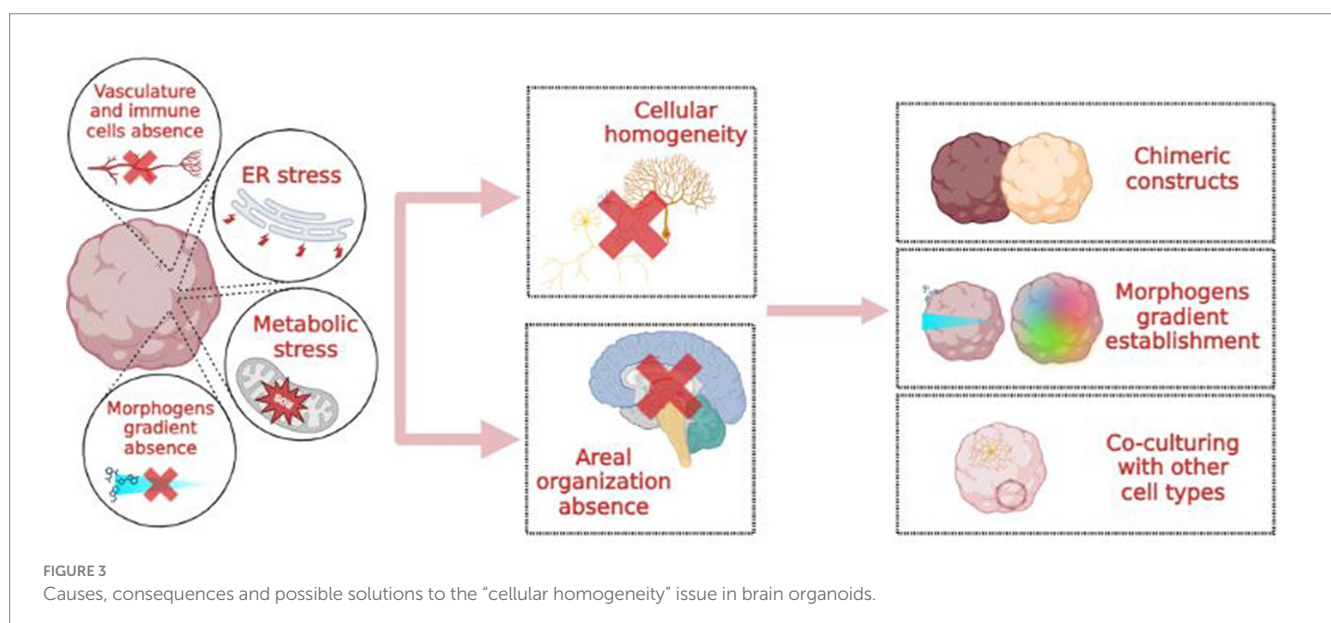 Vasculature
and immune
cells absence
ER stress
Metabolic
stress
ROS
Morphogens
gradient
absence
Cellular
homogeneity
Areal
organization
absence
Chimeric
constructs
Morphogens
gradient
establishment
Co-culturing
with other
cell types
FIGURE 3
Causes, consequences and possible solutions to the “cellular homogeneity” issue in brain organoids.